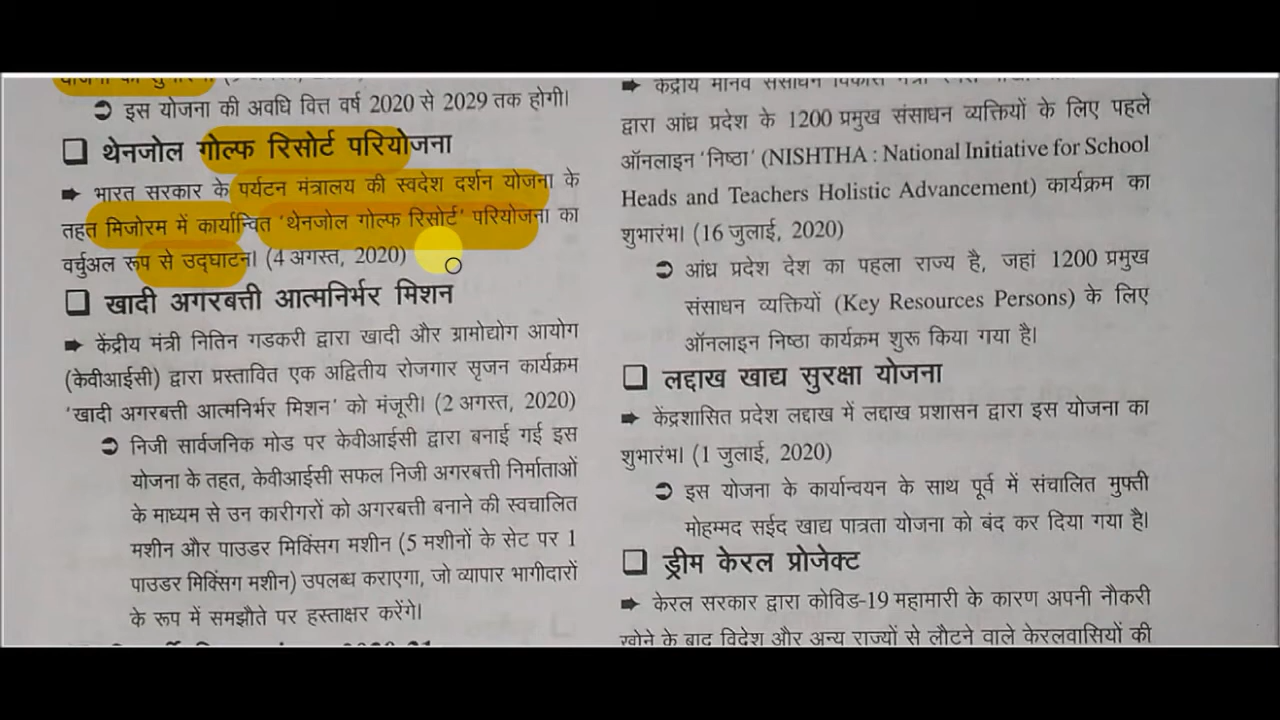 इस योजना की अवधि वित्त वर्ष 2020 से 2029 तक होगी।
थेनजोल गोल्फ रिसोर्ट परियोजना
भारत सरकार के पर्यटन मंत्रालय की स्वदेश दर्शन योजना के
तहत मिजोरम में कार्यान्वित ‘थेनजोल गोल्फ रिसोर्ट’ परियोजना का
वर्चुअल रूप से उद्घाटन। (4 अगस्त, 2020)
खादी अगरबत्ती आत्मनिर्भर मिशन
केंद्रीय मंत्री नितिन गडकरी द्वारा खादी और ग्रामोद्योग आयोग
(केवीआईसी) द्वारा प्रस्तावित एक अद्वितीय रोजगार सृजन कार्यक्रम
‘खादी अगरबत्ती आत्मनिर्भर मिशन’ को मंजूरी। (2 अगस्त, 2020)
निजी सार्वजनिक मोड पर केवीआईसी द्वारा बनाई गई इस
योजना के तहत, केवीआईसी सफल निजी अगरबत्ती निर्माताओं
के माध्यम से उन कारीगरों को अगरबत्ती बनाने की स्वचालित
मशीन और पाउडर मिक्सिंग मशीन (5 मशीनों के सेट पर 1
पाउडर मिक्सिंग मशीन) उपलब्ध कराएगा, जो व्यापार भागीदारों
के रूप में समझौते पर हस्ताक्षर करेंगे।
केंद्रीय मानव संसाधन विकास मंत्री
द्वारा आंध्र प्रदेश के 1200 प्रमुख संसाधन व्यक्तियों के लिए पहले
ऑनलाइन ‘निष्ठा’ (NISHTHA : National Initiative for School
Heads and Teachers Holistic Advancement) कार्यक्रम का
शुभारंभ। (16 जुलाई, 2020)
आंध्र प्रदेश देश का पहला राज्य है, जहां 1200 प्रमुख
संसाधन व्यक्तियों (Key Resources Persons) के लिए
ऑनलाइन निष्ठा कार्यक्रम शुरू किया गया है।
लद्दाख खाद्य सुरक्षा योजना
केंद्रशासित प्रदेश लद्दाख में लद्दाख प्रशासन द्वारा इस योजना का
शुभारंभ। (1 जुलाई, 2020)
इस योजना के कार्यान्वयन के साथ पूर्व में संचालित मुफ्ती
मोहम्मद सईद खाद्य पात्रता योजना को बंद कर दिया गया है।
ड्रीम केरल प्रोजेक्ट
केरल सरकार द्वारा कोविड-19 महामारी के कारण अपनी नौकरी
खोने के बाद विदेश और अन्य राज्यों से लौटने वाले केरलवासियों की